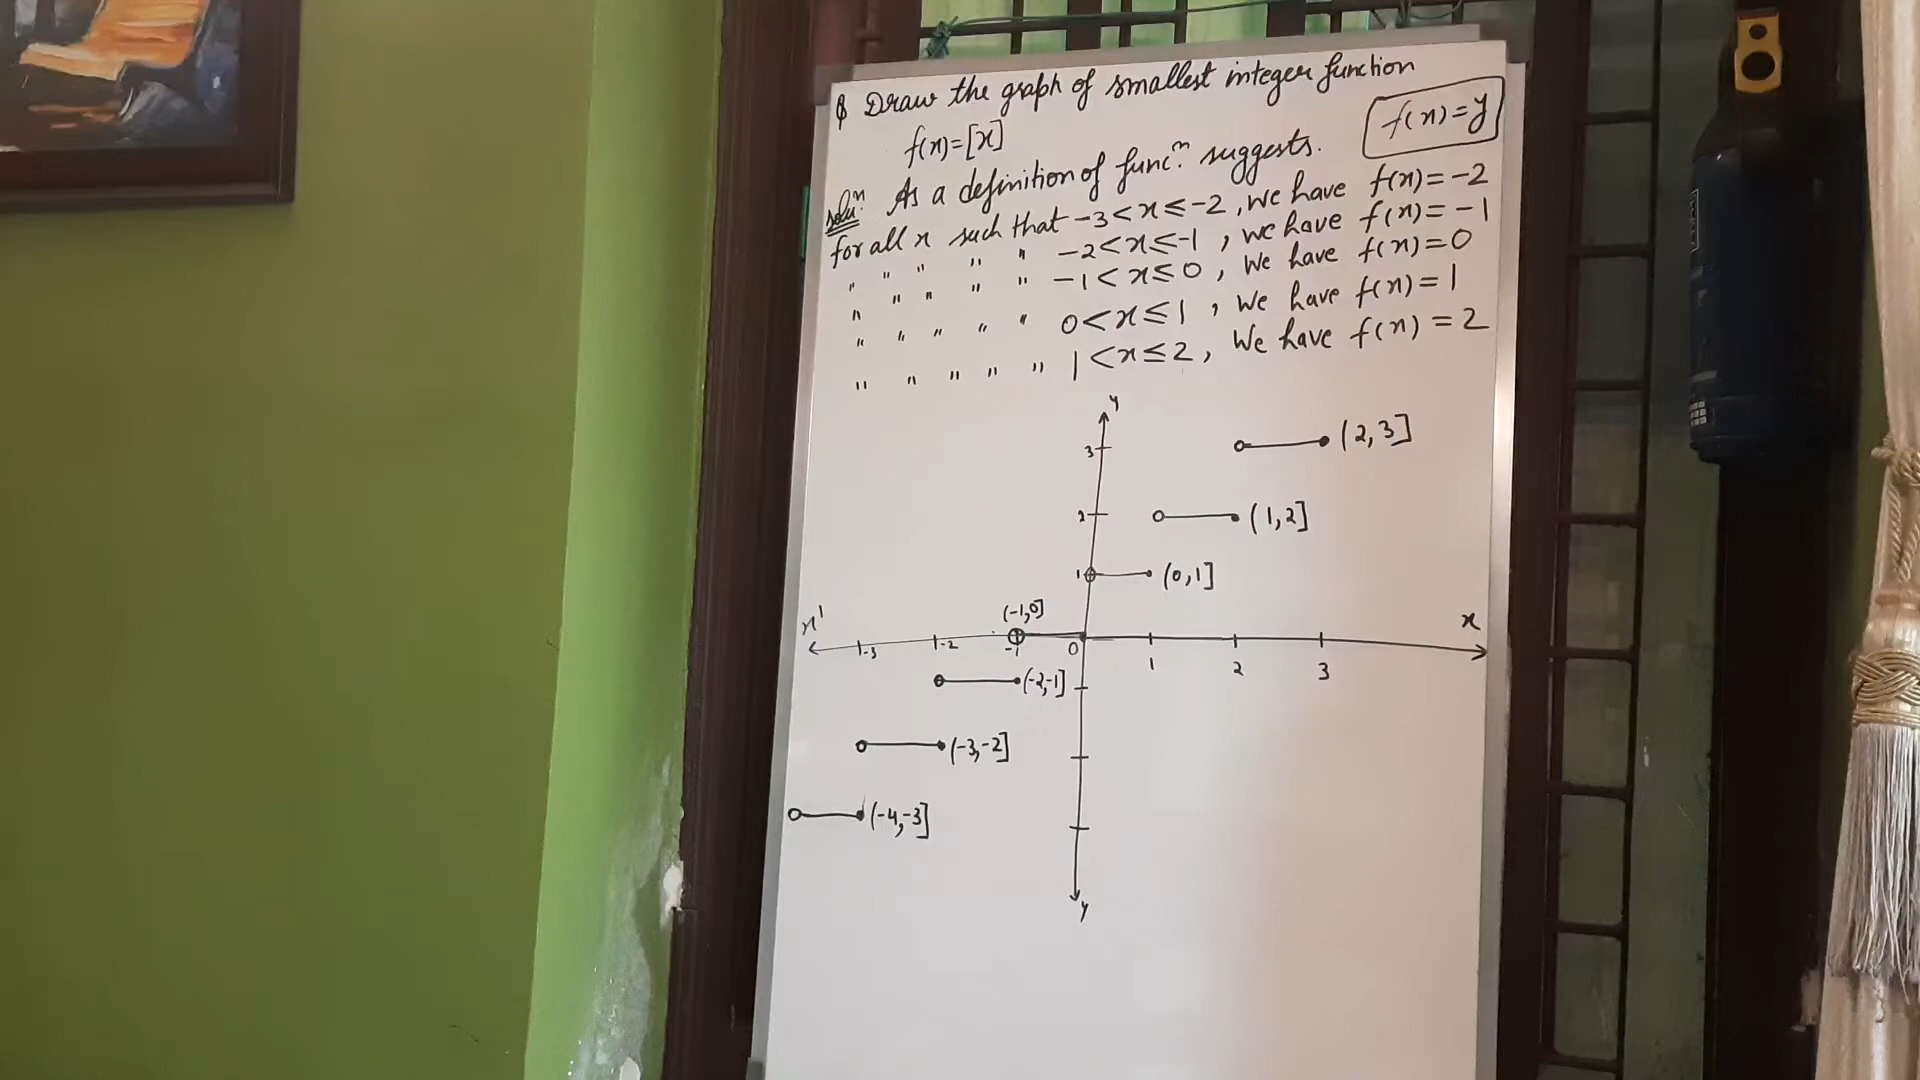 Q Draw the graph of smallest integer function
f(x)=[x]
f(x)=y
Soluⁿ: As a definition of funcⁿ. suggests.
for all x such that -3<x≤-2, we have f(x)=-2
" " " " " -2<x≤-1, we have f(x)=-1
" " " " " -1<x≤0, we have f(x)=0
" " " " " 0<x≤1, we have f(x)=1
" " " " " 1<x≤2, we have f(x)=2
y
3
(2,3]
2
(1,2]
1
(0,1]
(-1,0]
x'
x
-3 -2 -1 0 1 2 3
(-2,-1]
(-3,-2]
(-4,-3]
y